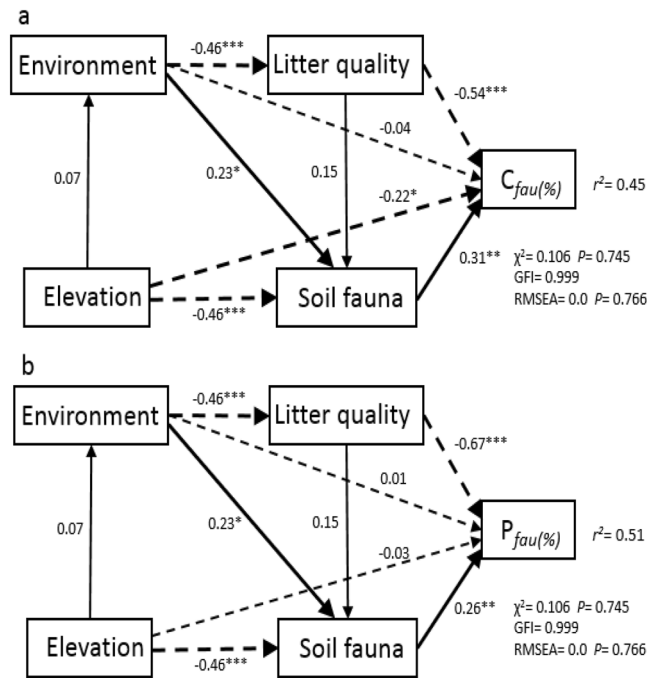 a
Environment
-0.46***
Litter quality
-0.54***
-0.04
0.07
0.23*
0.15
-0.22*
C fau(%)
r²= 0.45
Elevation
-0.46***
Soil fauna
0.31**
χ²= 0.106 P= 0.745
GFI= 0.999
RMSEA= 0.0 P= 0.766
b
Environment
-0.46***
Litter quality
-0.67***
0.01
0.07
0.23*
0.15
-0.03
P fau(%)
r²= 0.51
Elevation
-0.46***
Soil fauna
0.26**
χ²= 0.106 P= 0.745
GFI= 0.999
RMSEA= 0.0 P= 0.766